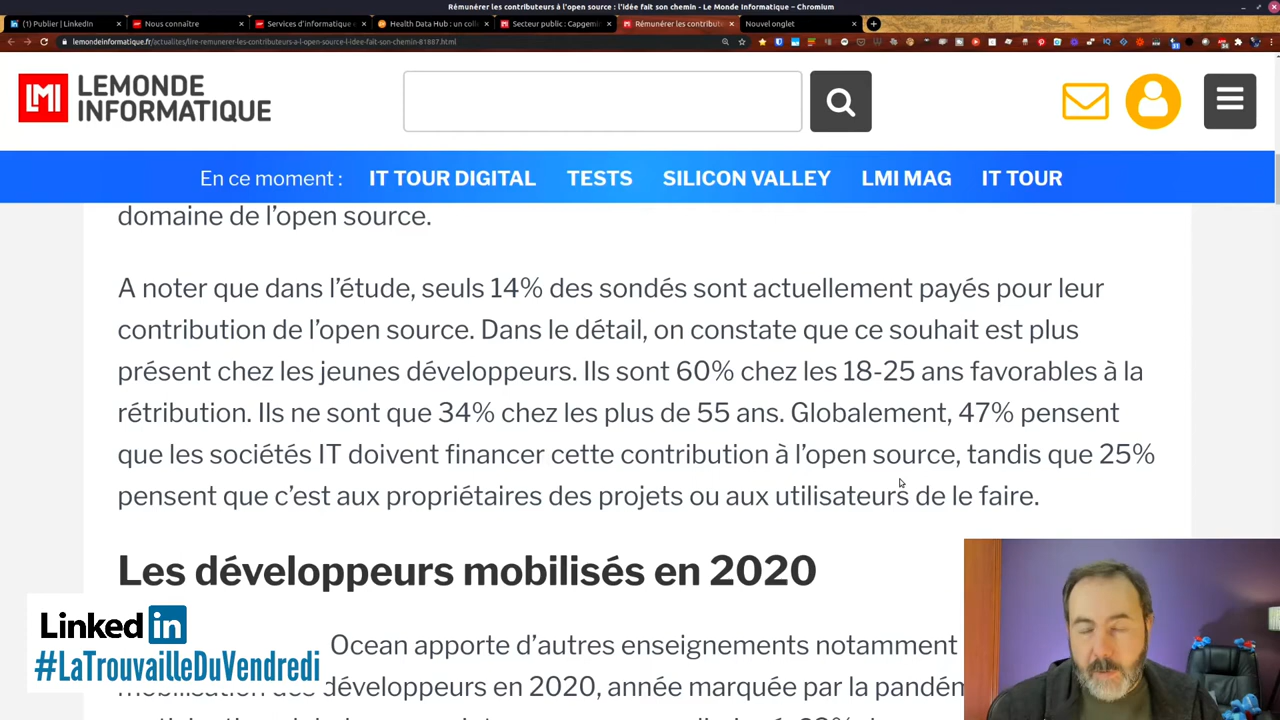 Rémunérer les contributeurs à l'open source : l'idée fait son chemin - Le Monde Informatique – Chromium
(1) Publier | LinkedIn
Nous connaître
Services d'informatique
Health Data Hub : un coll
Secteur public : Capgemin
Rémunérer les contribute
Nouvel onglet
lemondeinformatique.fr/actualites/lire-remunerer-les-contributeurs-a-l-open-source-l-idee-fait-son-chemin-81887.html
LMI LEMONDE
INFORMATIQUE
En ce moment : IT TOUR DIGITAL TESTS SILICON VALLEY LMI MAG IT TOUR
domaine de l'open source.
A noter que dans l'étude, seuls 14% des sondés sont actuellement payés pour leur
contribution de l'open source. Dans le détail, on constate que ce souhait est plus
présent chez les jeunes développeurs. Ils sont 60% chez les 18-25 ans favorables à la
rétribution. Ils ne sont que 34% chez les plus de 55 ans. Globalement, 47% pensent
que les sociétés IT doivent financer cette contribution à l'open source, tandis que 25%
pensent que c'est aux propriétaires des projets ou aux utilisateurs de le faire.
Les développeurs mobilisés en 2020
Linked in
#LaTrouvailleDuVendredi
Ocean apporte d'autres enseignements notamment
développeurs en 2020, année marquée par la pandém